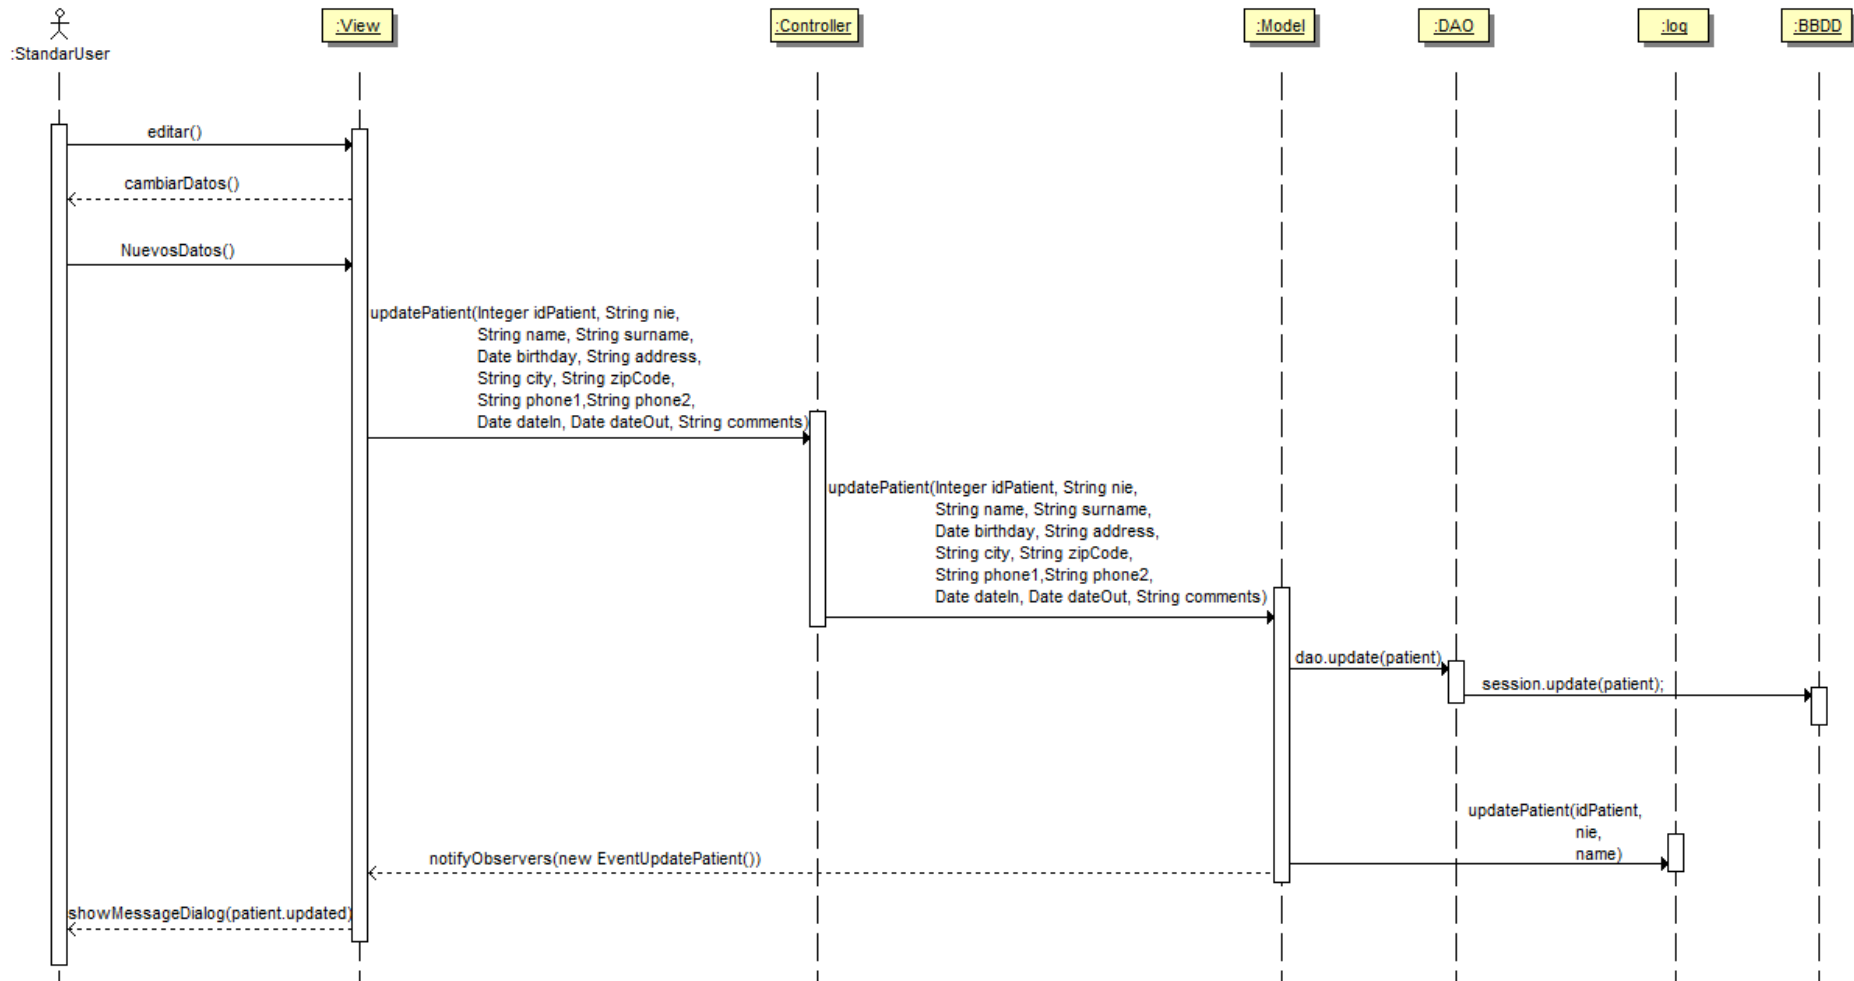 :StandarUser
:View
:Controller
:Model
:DAO
:log
:BBDD
editar()
cambiarDatos()
NuevosDatos()
updatePatient(Integer idPatient, String nie,
String name, String surname,
Date birthday, String address,
String city, String zipCode,
String phone1,String phone2,
Date dateIn, Date dateOut, String comments)
updatePatient(Integer idPatient, String nie,
String name, String surname,
Date birthday, String address,
String city, String zipCode,
String phone1,String phone2,
Date dateIn, Date dateOut, String comments)
dao.update(patient)
session.update(patient);
updatePatient(idPatient,
nie,
name)
notifyObservers(new EventUpdatePatient())
showMessageDialog(patient.updated)